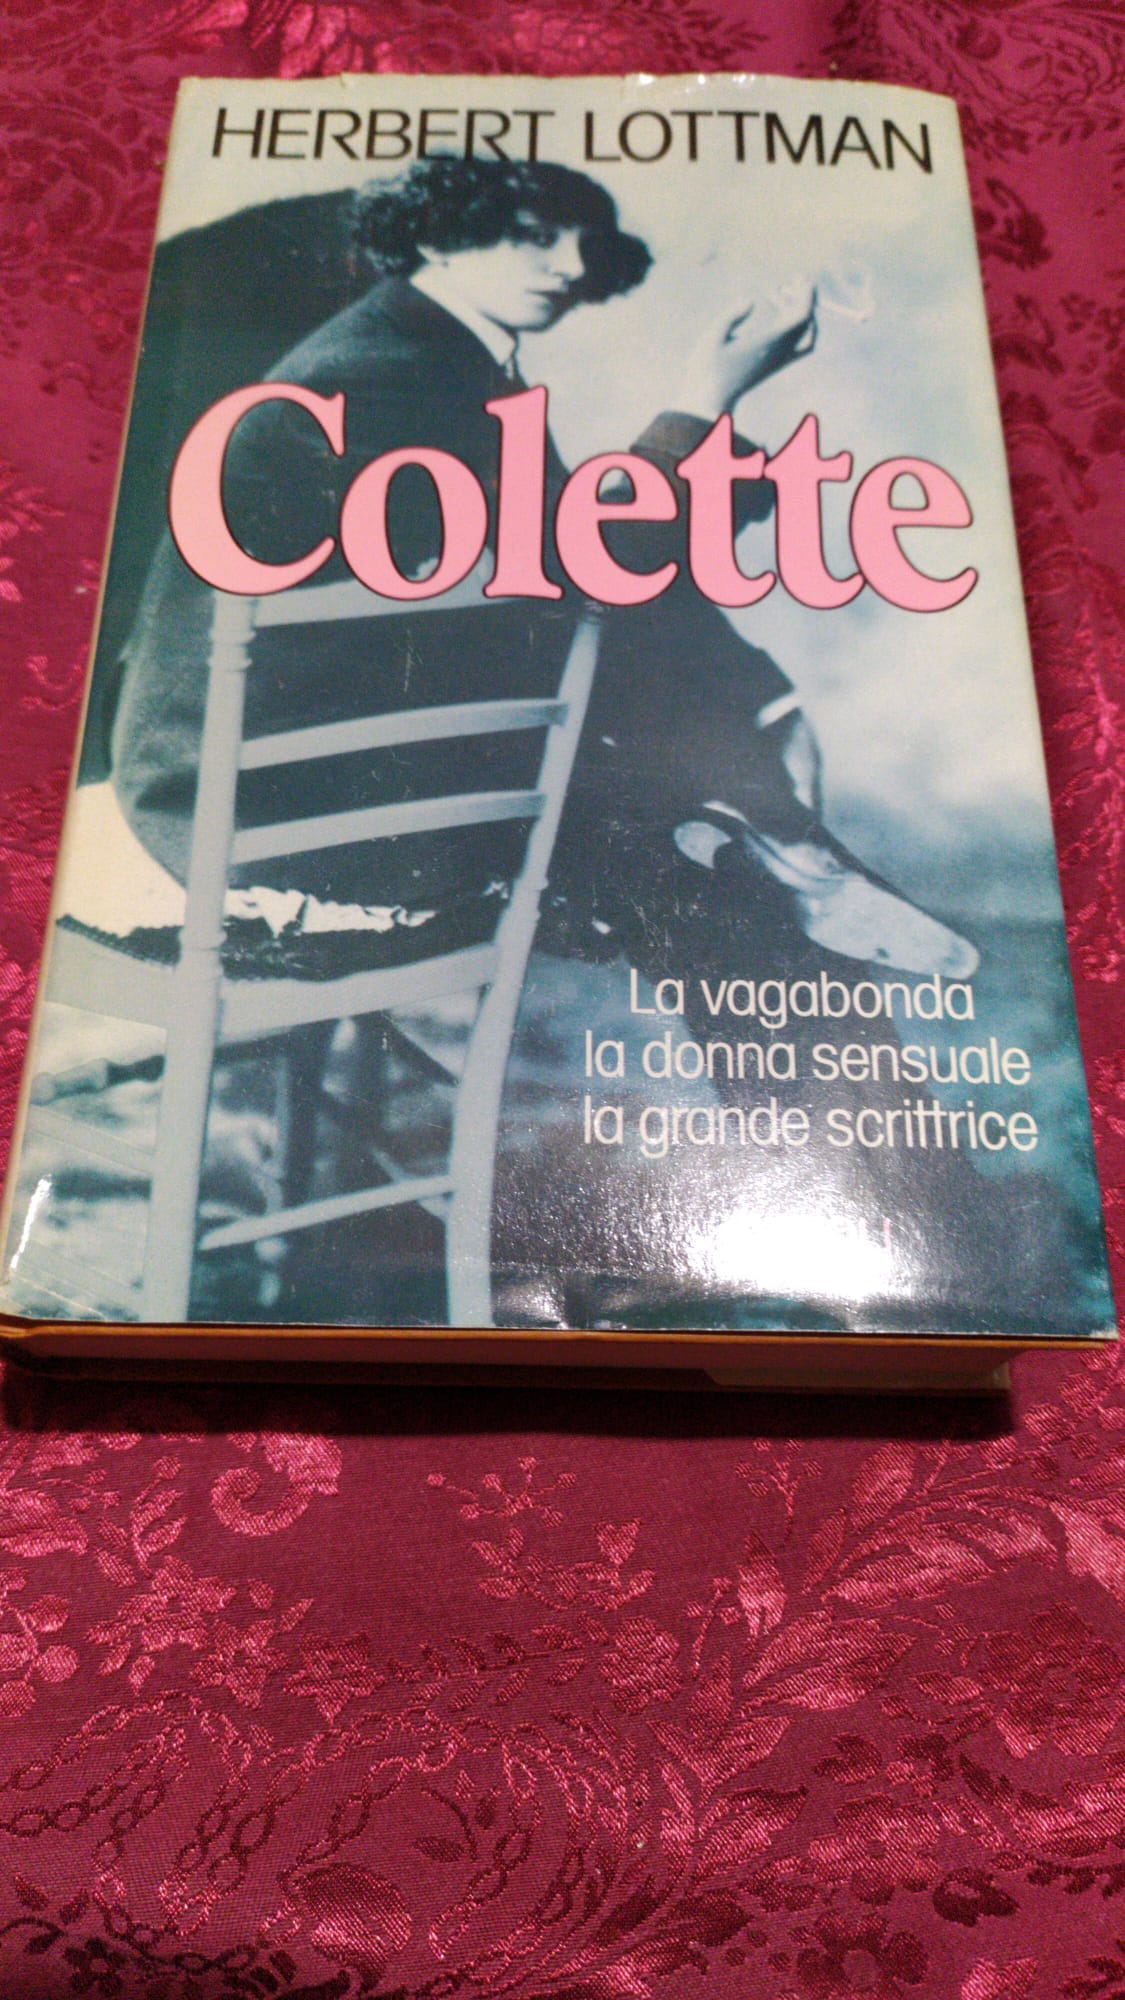 HERBERT LOTTMAN
Colette
La vagabonda
la donna sensuale
la grande scrittrice